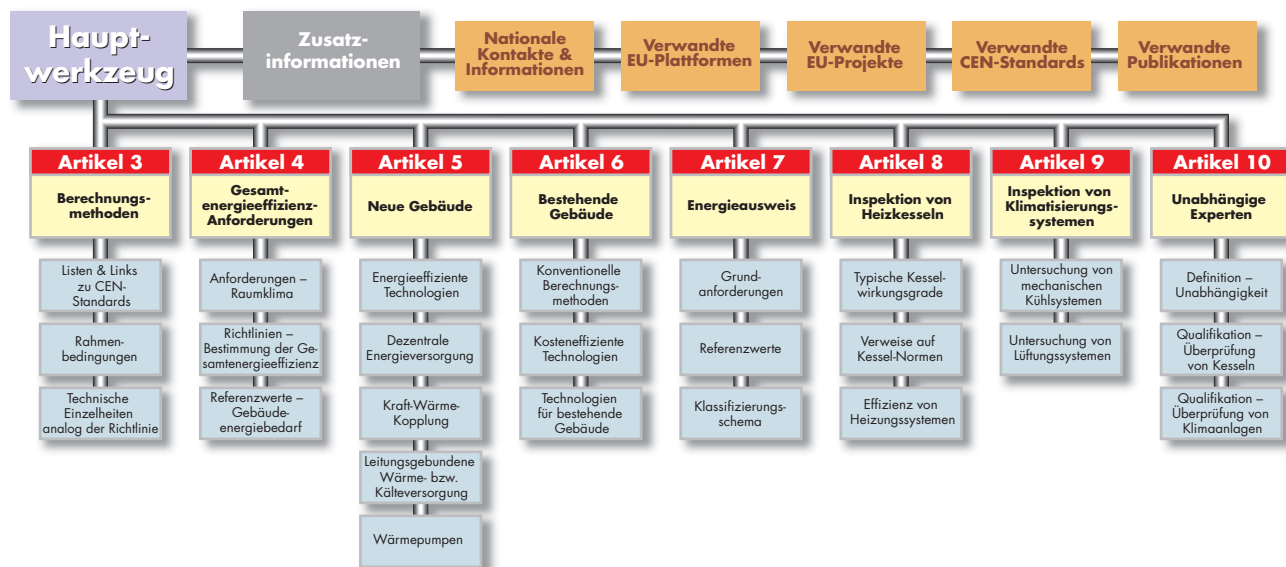 Haupt-
werkzeug
Zusatz-
informationen
Nationale
Kontakte &
Informationen
Verwandte
EU-Plattformen
Verwandte
EU-Projekte
Verwandte
CEN-Standards
Verwandte
Publikationen
Artikel 3
Berechnungs-
methoden
Listen & Links
zu CEN-
Standards
Rahmen-
bedingungen
Technische
Einzelheiten
analog der Richtlinie
Artikel 4
Gesamt-
energieeffizienz-
Anforderungen
Anforderungen –
Raumklima
Richtlinien –
Bestimmung der Ge-
samtenergieeffizienz
Referenzwerte –
Gebäude-
energiebedarf
Artikel 5
Neue Gebäude
Energieeffiziente
Technologien
Dezentrale
Energieversorgung
Kraft-Wärme-
Kopplung
Leitungsgebundene
Wärme- bzw.
Kälteversorgung
Wärmepumpen
Artikel 6
Bestehende
Gebäude
Konventionelle
Berechnungs-
methoden
Kosteneffiziente
Technologien
Technologien
für bestehende
Gebäude
Artikel 7
Energieausweis
Grund-
anforderungen
Referenzwerte
Klassifizierungs-
schema
Artikel 8
Inspektion von
Heizkesseln
Typische Kessel-
wirkungsgrade
Verweise auf
Kessel-Normen
Effizienz von
Heizungssystemen
Artikel 9
Inspektion von
Klimatisierungs-
systemen
Untersuchung von
mechanischen
Kühlsystemen
Untersuchung von
Lüftungssystemen
Artikel 10
Unabhängige
Experten
Definition –
Unabhängigkeit
Qualifikation –
Überprüfung
von Kesseln
Qualifikation –
Überprüfung von
Klimaanlagen